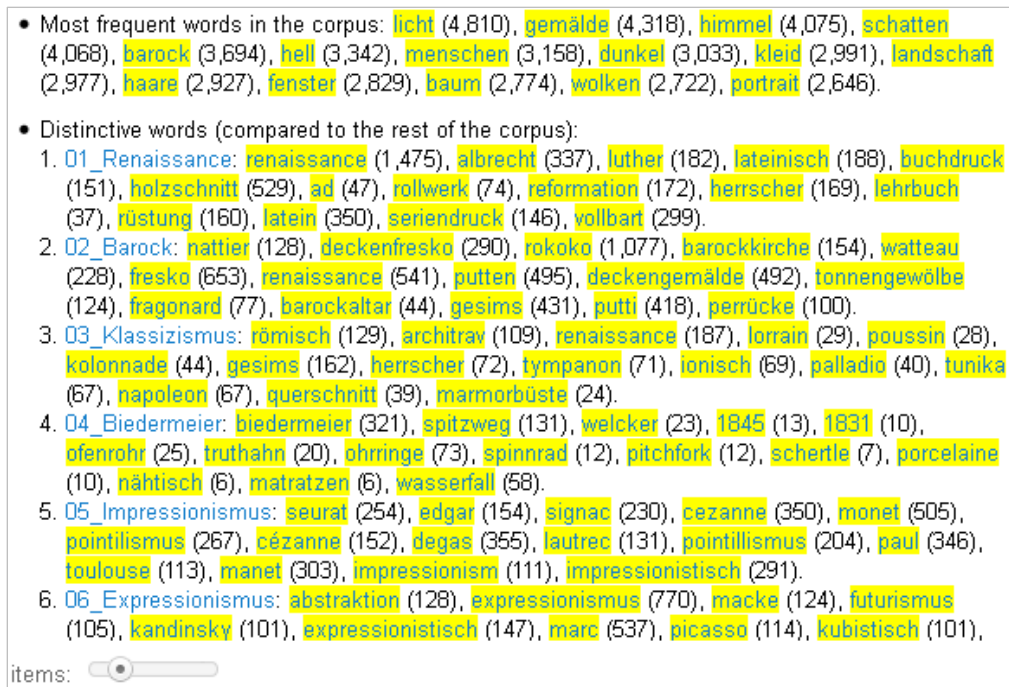 • Most frequent words in the corpus: licht (4,810), gemälde (4,318), himmel (4,075), schatten
(4,068), barock (3,694), hell (3,342), menschen (3,158), dunkel (3,033), kleid (2,991), landschaft
(2,977), haare (2,927), fenster (2,829), baum (2,774), wolken (2,722), portrait (2,646).
• Distinctive words (compared to the rest of the corpus):
1. 01_Renaissance: renaissance (1,475), albrecht (337), luther (182), lateinisch (188), buchdruck
(151), holzschnitt (529), ad (47), rollwerk (74), reformation (172), herrscher (169), lehrbuch
(37), rüstung (160), latein (350), seriendruck (146), vollbart (299).
2. 02_Barock: nattier (128), deckenfresko (290), rokoko (1,077), barockkirche (154), watteau
(228), fresko (653), renaissance (541), putten (495), deckengemälde (492), tonnengewölbe
(124), fragonard (77), barockaltar (44), gesims (431), putti (418), perrücke (100).
3. 03_Klassizismus: römisch (129), architrav (109), renaissance (187), lorrain (29), poussin (28),
kolonnade (44), gesims (162), herrscher (72), tympanon (71), ionisch (69), palladio (40), tunika
(67), napoleon (67), querschnitt (39), marmorbüste (24).
4. 04_Biedermeier: biedermeier (321), spitzweg (131), welcker (23), 1845 (13), 1831 (10),
ofenrohr (25), truthahn (20), ohrringe (73), spinnrad (12), pitchfork (12), schertle (7), porcelaine
(10), nähtisch (6), matratzen (6), wasserfall (58).
5. 05_Impressionismus: seurat (254), edgar (154), signac (230), cezanne (350), monet (505),
pointilismus (267), cézanne (152), degas (355), lautrec (131), pointillismus (204), paul (346),
toulouse (113), manet (303), impressionism (111), impressionistisch (291).
6. 06_Expressionismus: abstraktion (128), expressionismus (770), macke (124), futurismus
(105), kandinsky (101), expressionistisch (147), marc (537), picasso (114), kubistisch (101),
items: